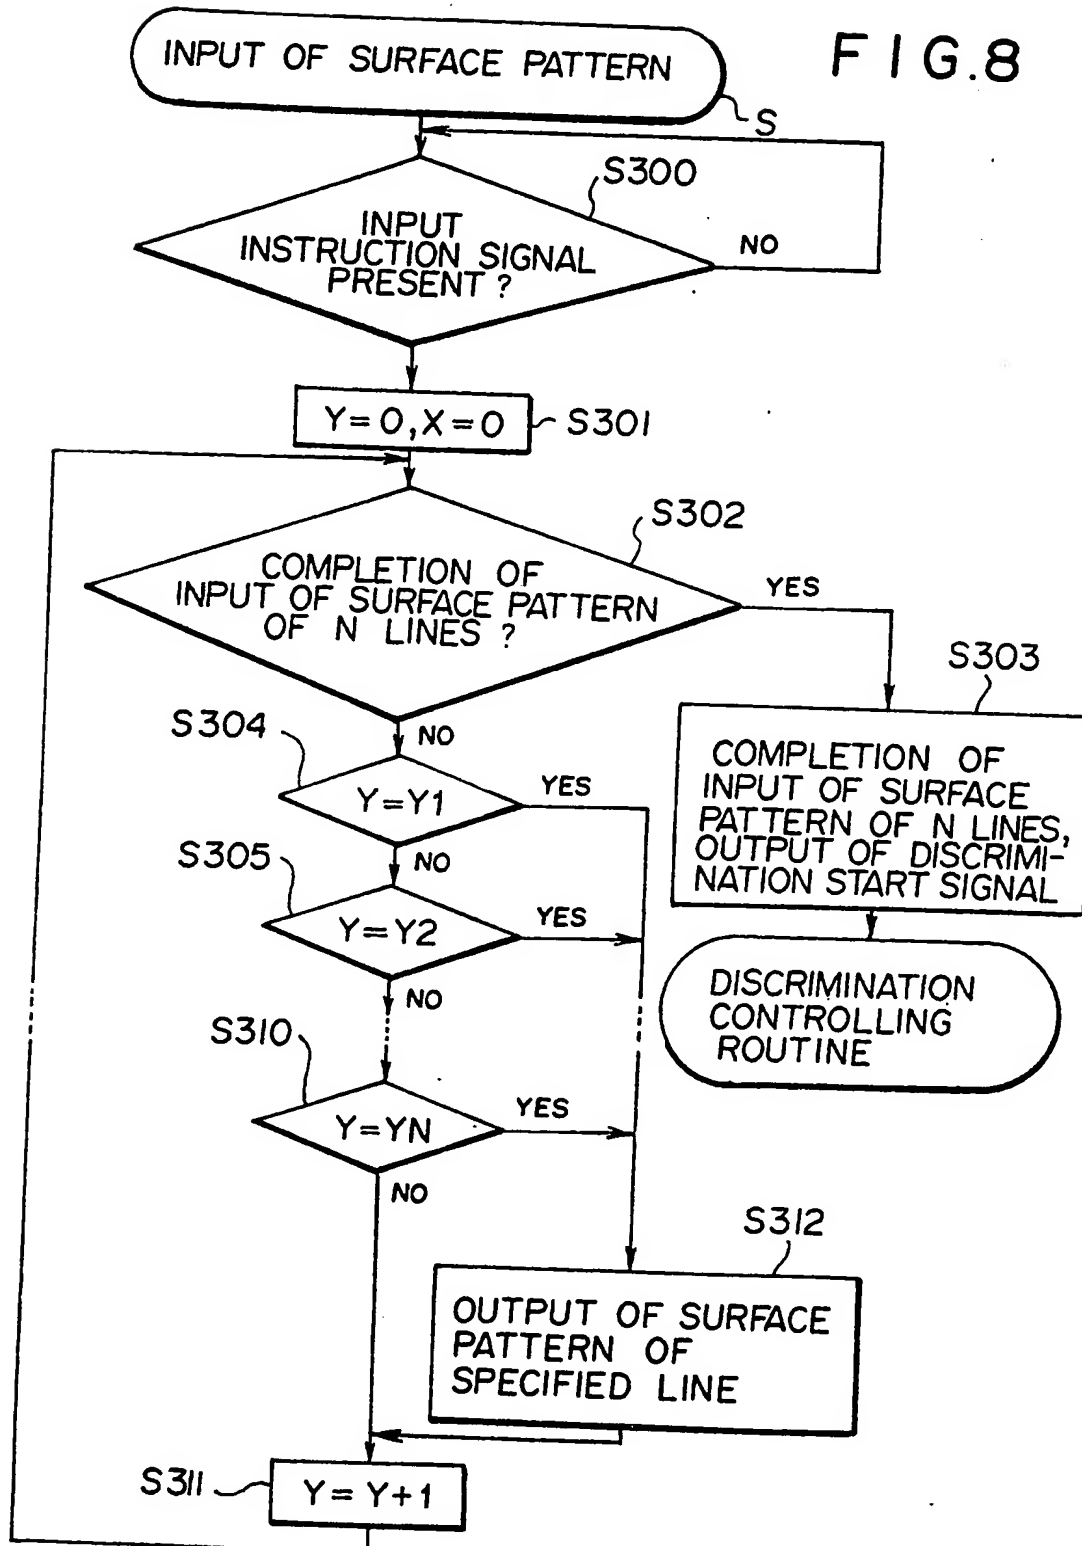 INPUT OF SURFACE PATTERN
FIG.8
S
S300
INPUT
INSTRUCTION SIGNAL
PRESENT ?
NO
Y=0,X=0
S301
S302
COMPLETION OF
INPUT OF SURFACE PATTERN
OF N LINES ?
YES
S303
NO
COMPLETION OF
INPUT OF SURFACE
PATTERN OF N LINES,
OUTPUT OF DISCRIMI-
NATION START SIGNAL
S304
Y=Y1
YES
NO
S305
Y=Y2
YES
NO
DISCRIMINATION
CONTROLLING
ROUTINE
S310
Y=YN
YES
NO
S312
OUTPUT OF SURFACE
PATTERN OF
SPECIFIED LINE
S311
Y=Y+1